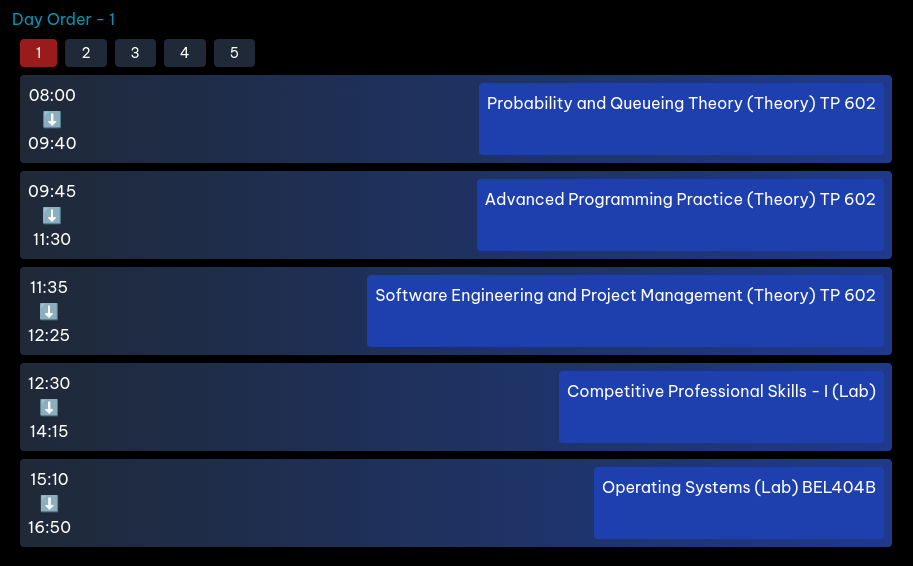 Day Order - 1
1 2 3 4 5
08:00
Probability and Queueing Theory (Theory) TP 602
⬇️
09:40
09:45
Advanced Programming Practice (Theory) TP 602
⬇️
11:30
11:35
Software Engineering and Project Management (Theory) TP 602
⬇️
12:25
12:30
Competitive Professional Skills - I (Lab)
⬇️
14:15
15:10
Operating Systems (Lab) BEL404B
⬇️
16:50